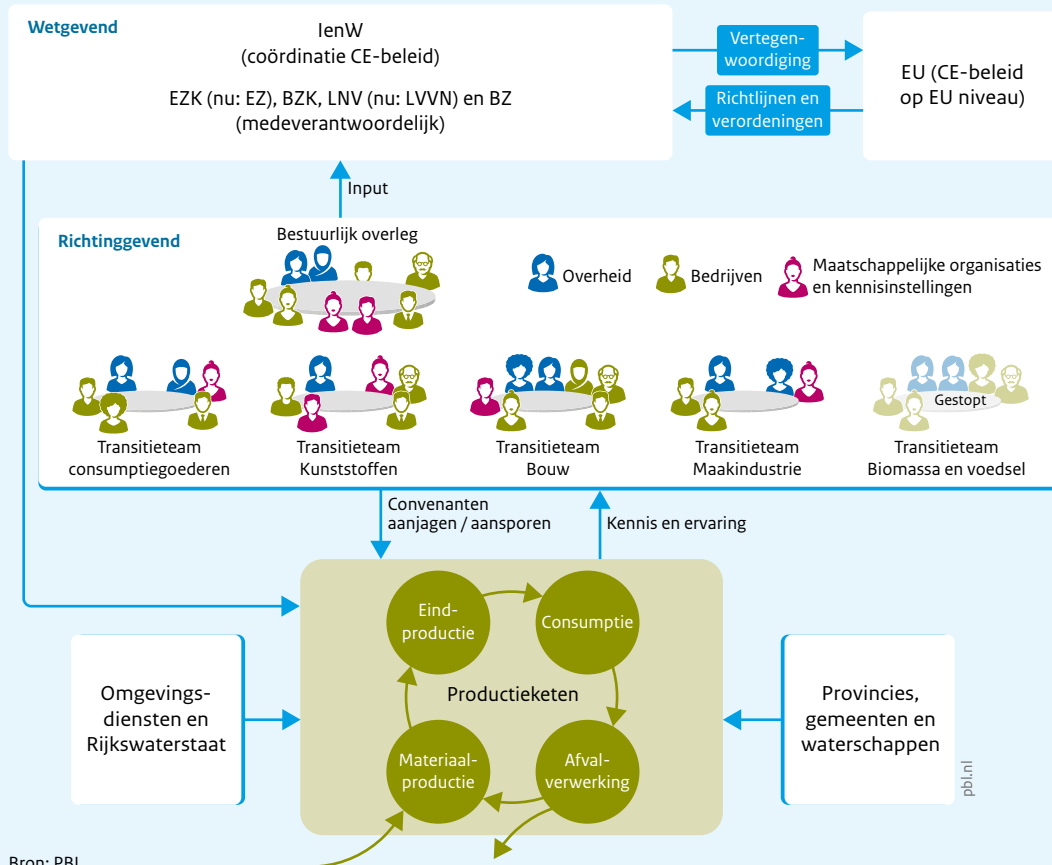 Wetgevend
IenW
(coördinatie CE-beleid)
EZK (nu: EZ), BZK, LNV (nu: LVVN) en BZ
(medeverantwoordelijk)
Vertegen-
woordiging
Richtlijnen en
verordeningen
EU (CE-beleid
op EU niveau)
Input
Richtinggevend
Bestuurlijk overleg
Overheid
Bedrijven
Maatschappelijke organisaties
en kennisinstellingen
Transitieteam
consumptiegoederen
Transitieteam
Kunststoffen
Transitieteam
Bouw
Transitieteam
Maakindustrie
Gestopt
Transitieteam
Biomassa en voedsel
Convenanten
aanjagen / aansporen
Kennis en ervaring
Eind-
productie
Consumptie
Productieketen
Materiaal-
productie
Afval-
verwerking
Omgevings-
diensten en
Rijkswaterstaat
Provincies,
gemeenten en
waterschappen
pbl.nl
Bron: PBL